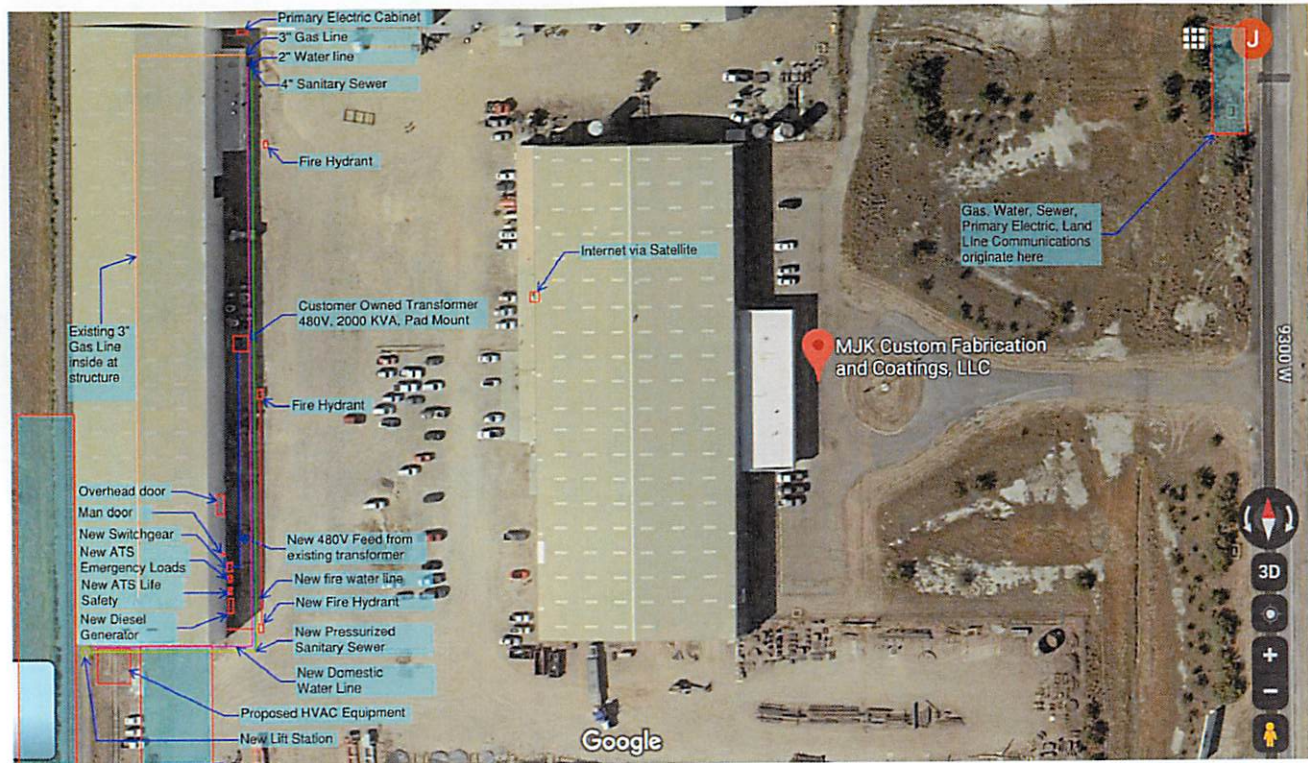 Primary Electric Cabinet
3" Gas Line
2" Water line
4" Sanitary Sewer
J
Fire Hydrant
Gas, Water, Sewer,
Primary Electric, Land
Line Communications
originate here
Internet via Satellite
Customer Owned Transformer
480V, 2000 KVA, Pad Mount
Existing 3"
Gas Line
inside at
structure
MJK Custom Fabrication
and Coatings, LLC
9300 W
Fire Hydrant
Overhead door
Man door
New Switchgear
New ATS
Emergency Loads
New ATS Life
Safety
New Diesel
Generator
New 480V Feed from
existing transformer
New fire water line
New Fire Hydrant
New Pressurized
Sanitary Sewer
New Domestic
Water Line
Proposed HVAC Equipment
New Lift Station
3D
Google